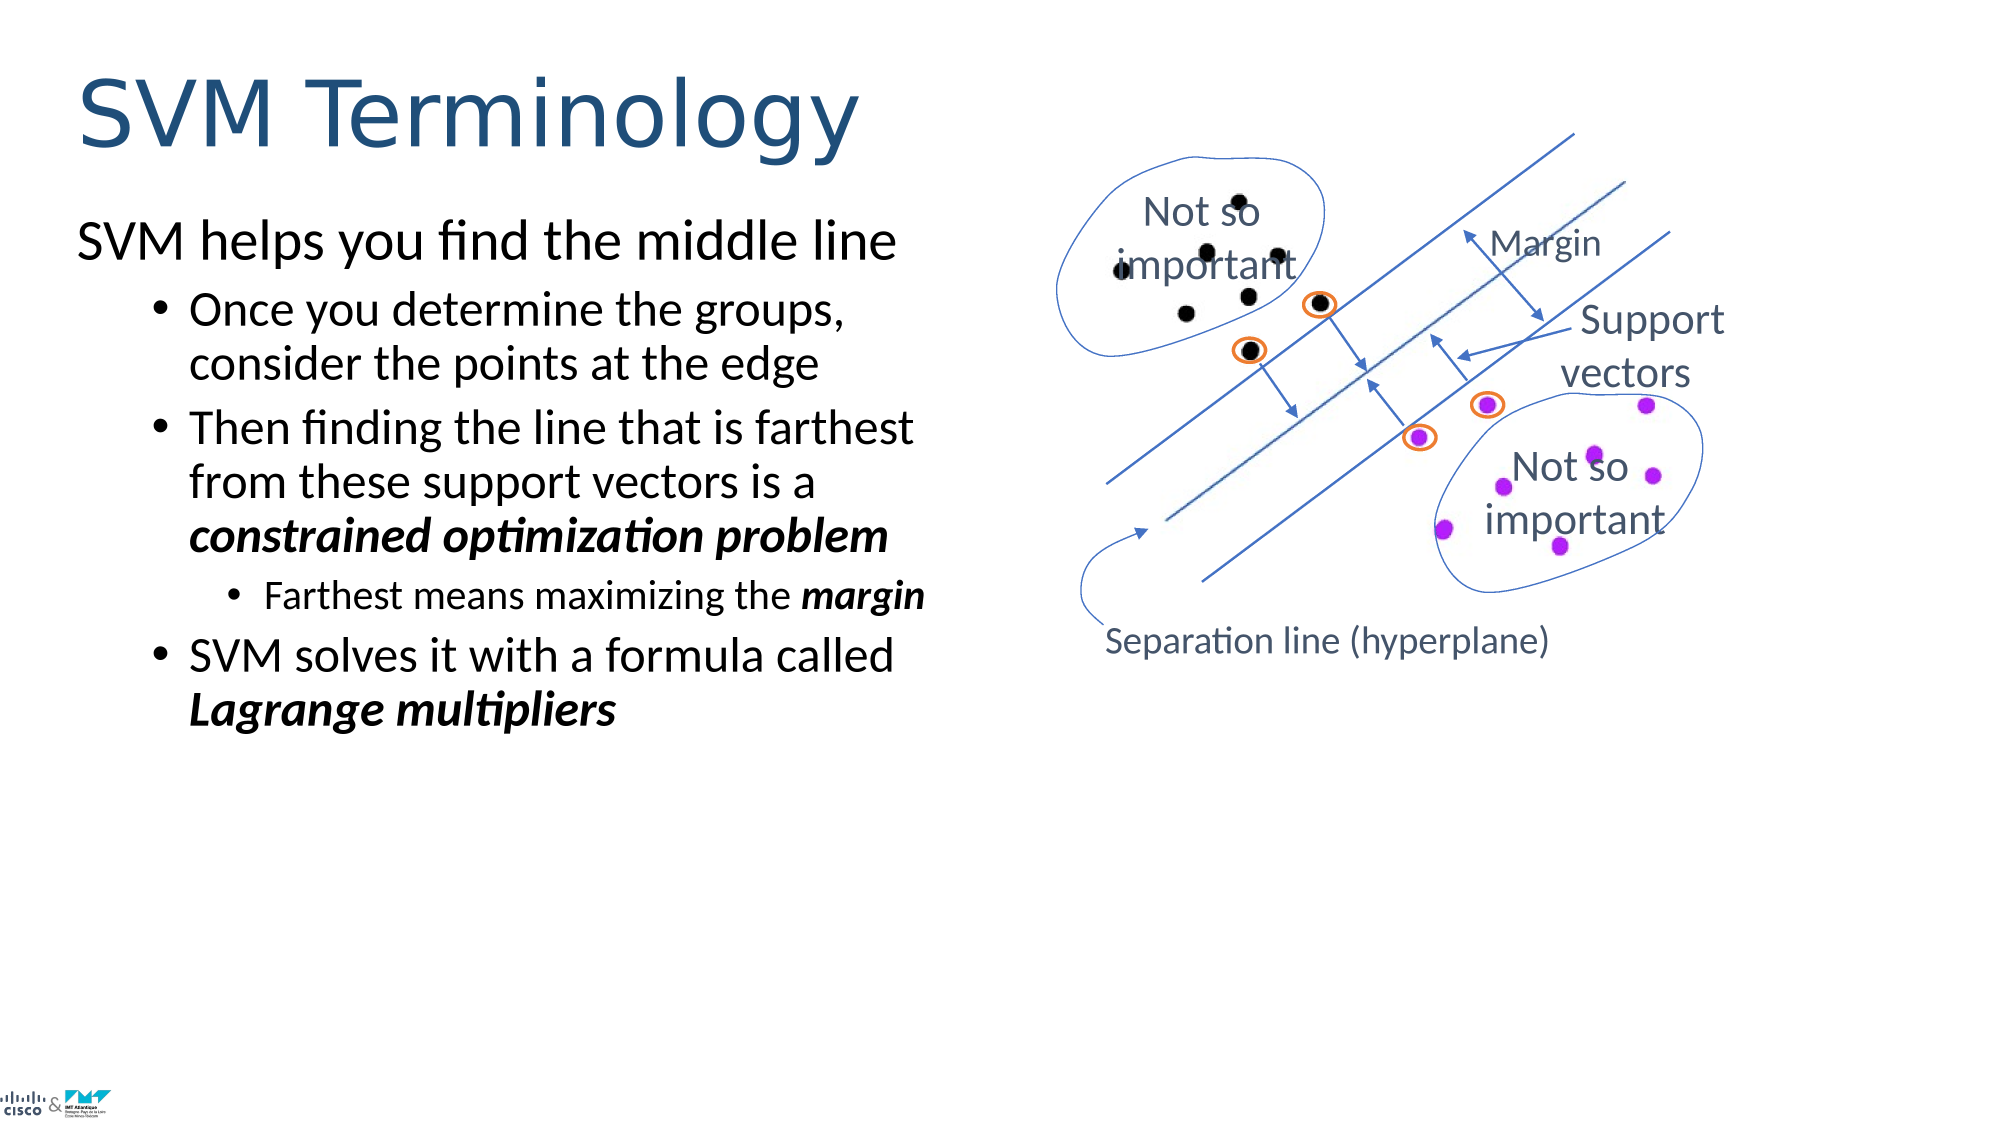 SVM Terminology
SVM helps you find the middle line
• Once you determine the groups,
consider the points at the edge
• Then finding the line that is farthest
from these support vectors is a
constrained optimization problem
• Farthest means maximizing the margin
• SVM solves it with a formula called
Lagrange multipliers
Not so
important
Margin
Support
vectors
Not so
important
Separation line (hyperplane)
CISCO & IMT Atlantique